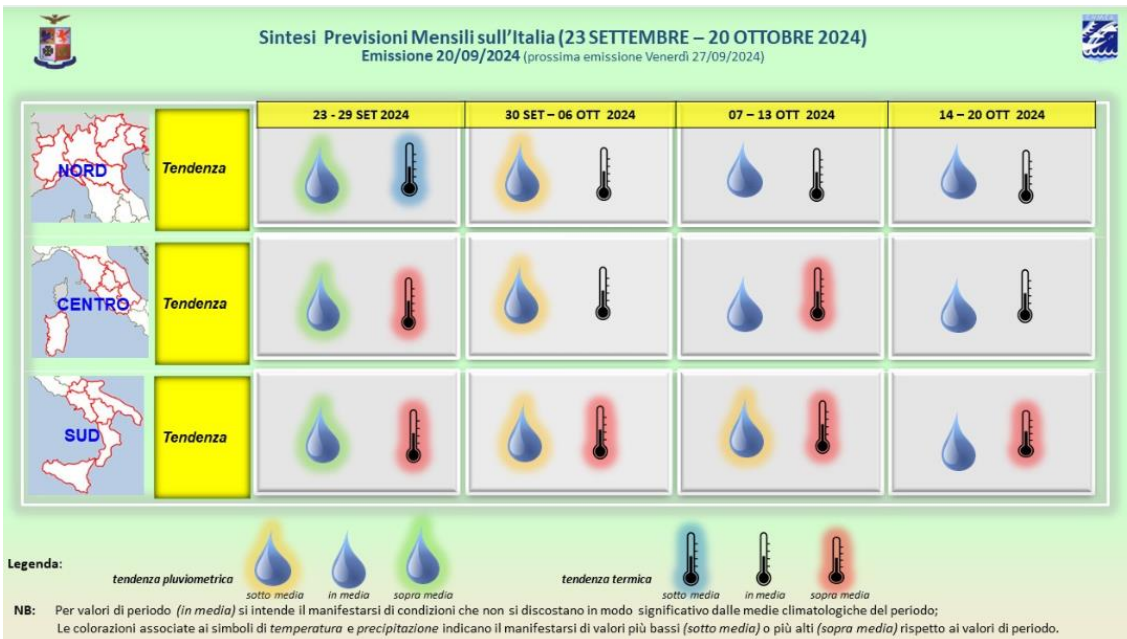 Sintesi Previsioni Mensili sull'Italia (23 SETTEMBRE – 20 OTTOBRE 2024)
Emissione 20/09/2024 (prossima emissione Venerdì 27/09/2024)
23 - 29 SET 2024
30 SET – 06 OTT 2024
07 – 13 OTT 2024
14 – 20 OTT 2024
NORD
Tendenza
CENTRO
Tendenza
SUD
Tendenza
Legenda:
tendenza pluviometrica
sotto media
in media
sopra media
tendenza termica
sotto media
in media
sopra media
NB: Per valori di periodo (in media) si intende il manifestarsi di condizioni che non si discostano in modo significativo dalle medie climatologiche del periodo;
Le colorazioni associate ai simboli di temperatura e precipitazione indicano il manifestarsi di valori più bassi (sotto media) o più alti (sopra media) rispetto ai valori di periodo.